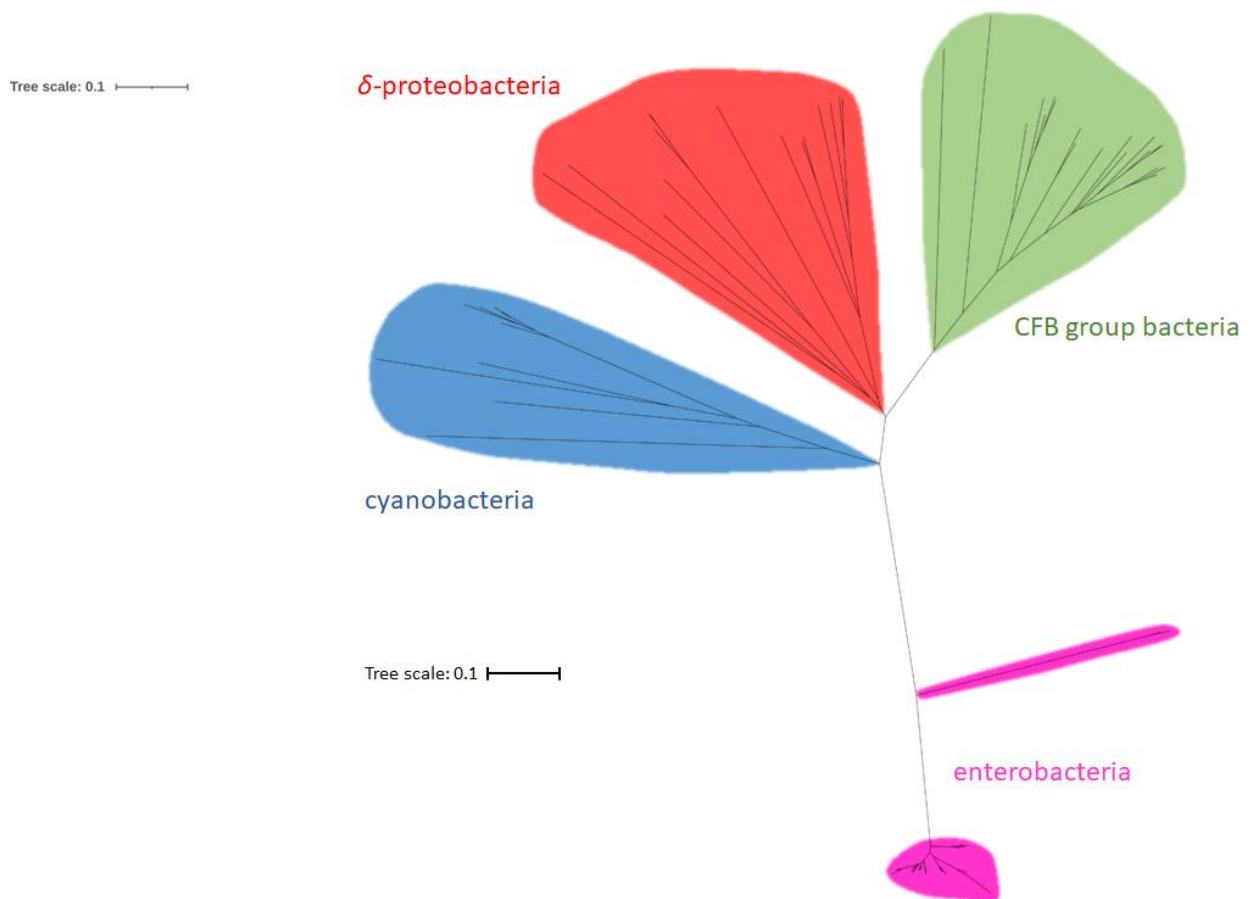 Tree scale: 0.1
δ-proteobacteria
CFB group bacteria
cyanobacteria
Tree scale: 0.1
enterobacteria